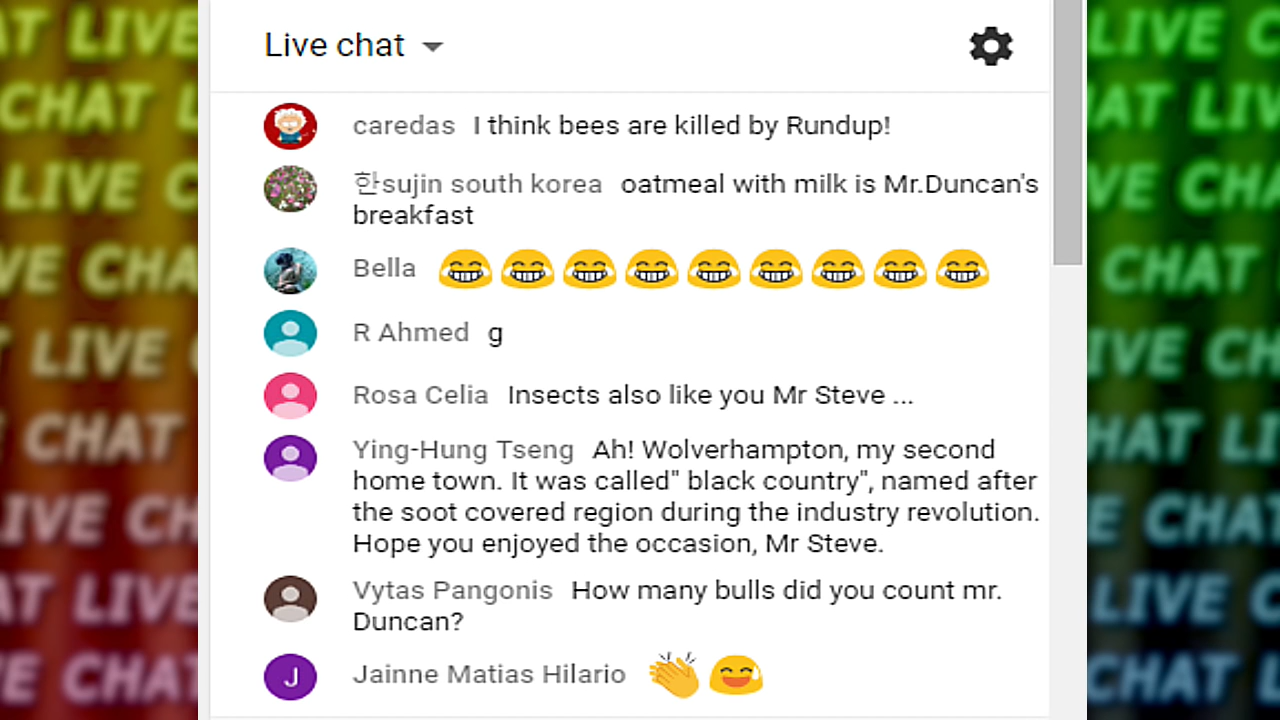 Live chat
caredas I think bees are killed by Rundup!
한sujin south korea oatmeal with milk is Mr.Duncan's
breakfast
Bella 😂😂😂😂😂😂😂😂😂
R Ahmed g
Rosa Celia Insects also like you Mr Steve ...
Ying-Hung Tseng Ah! Wolverhampton, my second
home town. It was called" black country", named after
the soot covered region during the industry revolution.
Hope you enjoyed the occasion, Mr Steve.
Vytas Pangonis How many bulls did you count mr.
Duncan?
J Jainne Matias Hilario 👏😅